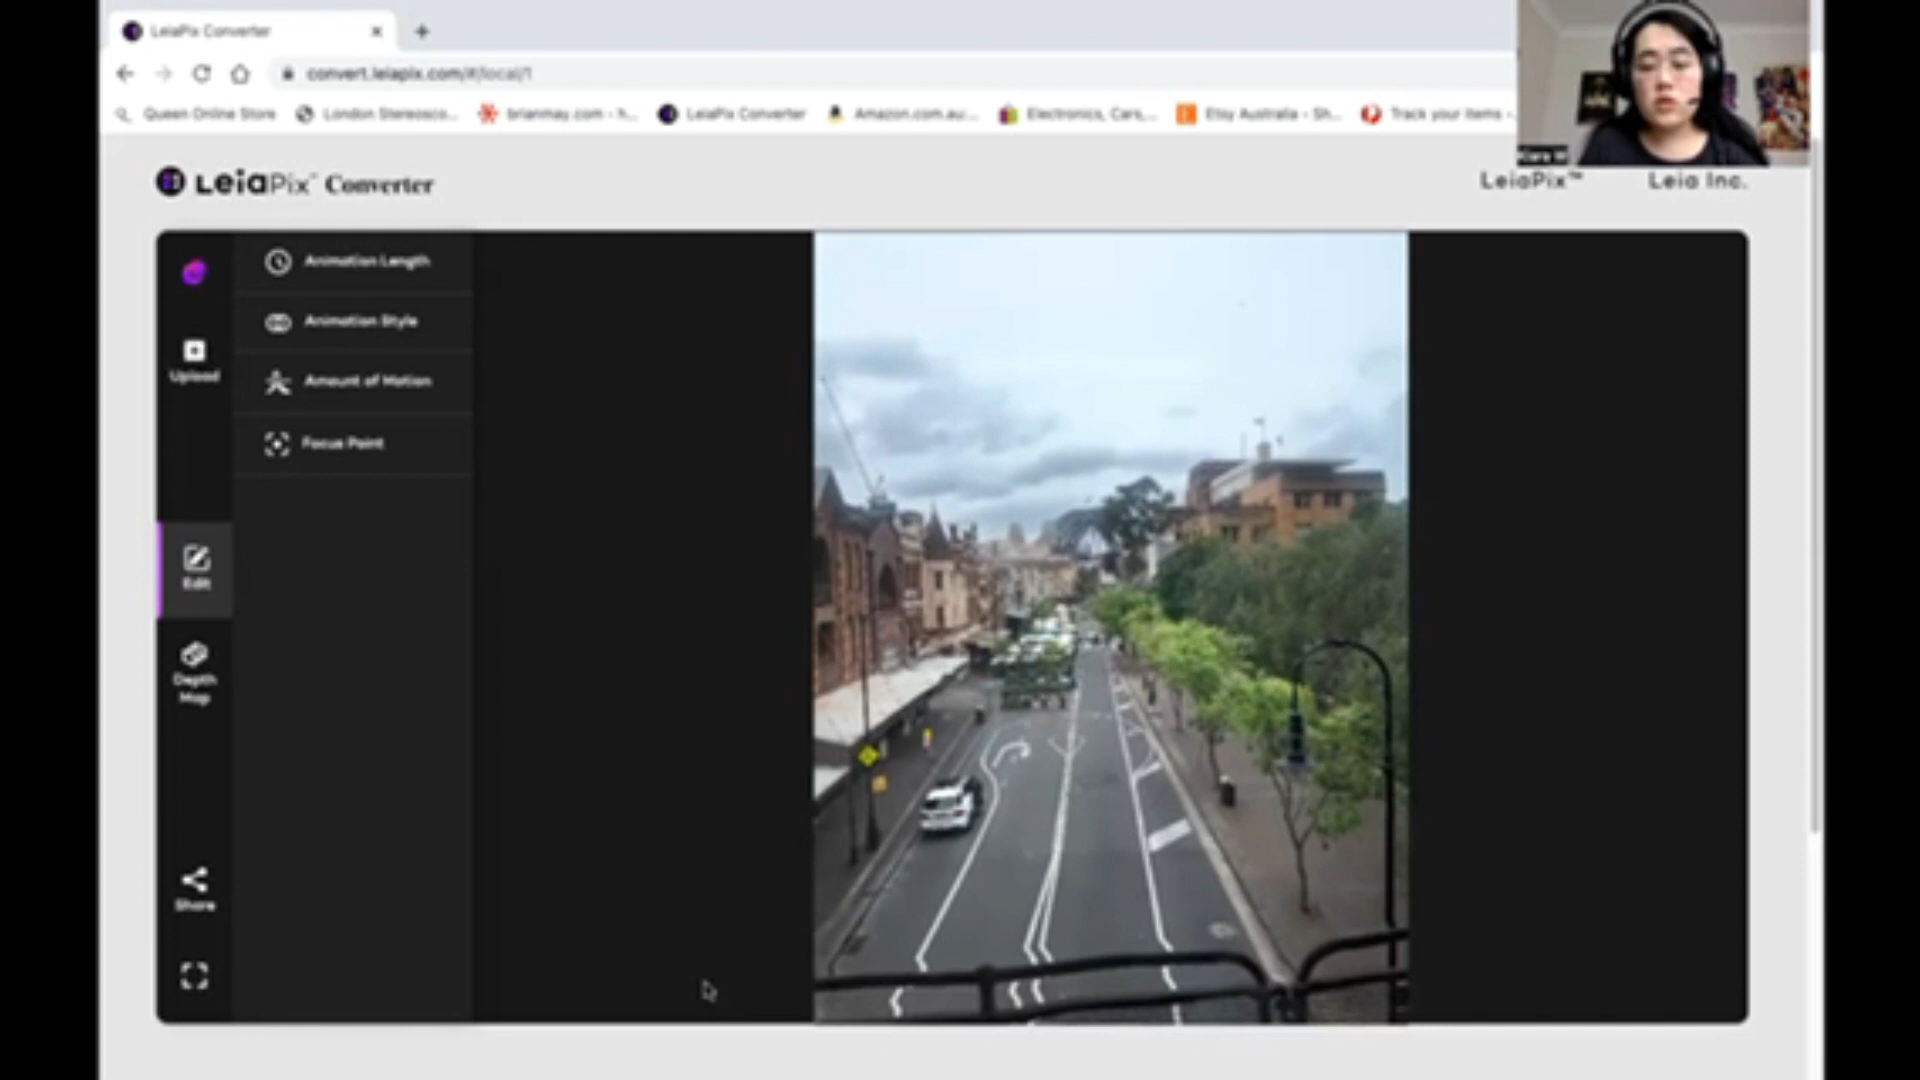 LeiaPix Converter
convert.leiapix.com/#/local/1
Queen Online Store
London Stereosco...
brianmay.com - h...
LeiaPix Converter
Amazon.com.au:...
Electronics, Cars,...
Etsy Australia - Sh...
Track your items -
LeiaPix™ Converter
LeiaPix™
Leia Inc.
Animation Length
Animation Style
Upload
Amount of Motion
Focus Point
Edit
Depth
Map
Share